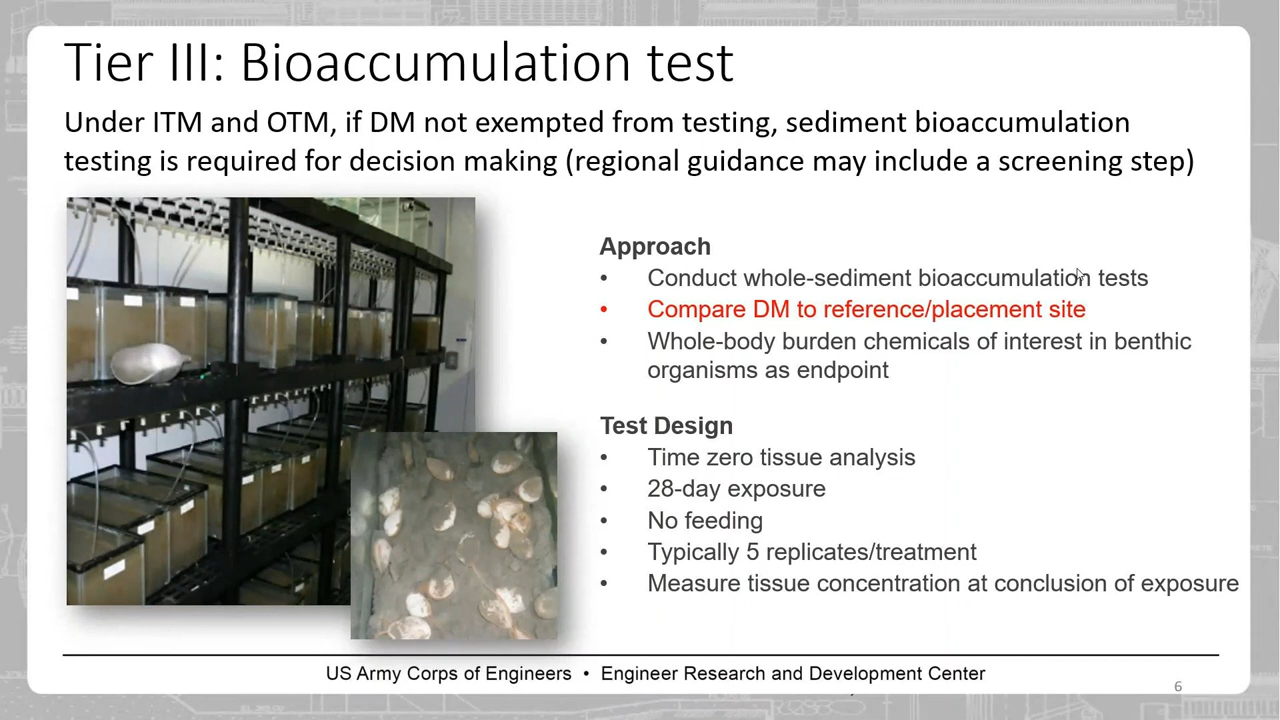 Tier III: Bioaccumulation test
Under ITM and OTM, if DM not exempted from testing, sediment bioaccumulation
testing is required for decision making (regional guidance may include a screening step)
Approach
• Conduct whole-sediment bioaccumulation tests
• Compare DM to reference/placement site
• Whole-body burden chemicals of interest in benthic
organisms as endpoint
Test Design
• Time zero tissue analysis
• 28-day exposure
• No feeding
• Typically 5 replicates/treatment
• Measure tissue concentration at conclusion of exposure
US Army Corps of Engineers • Engineer Research and Development Center
6